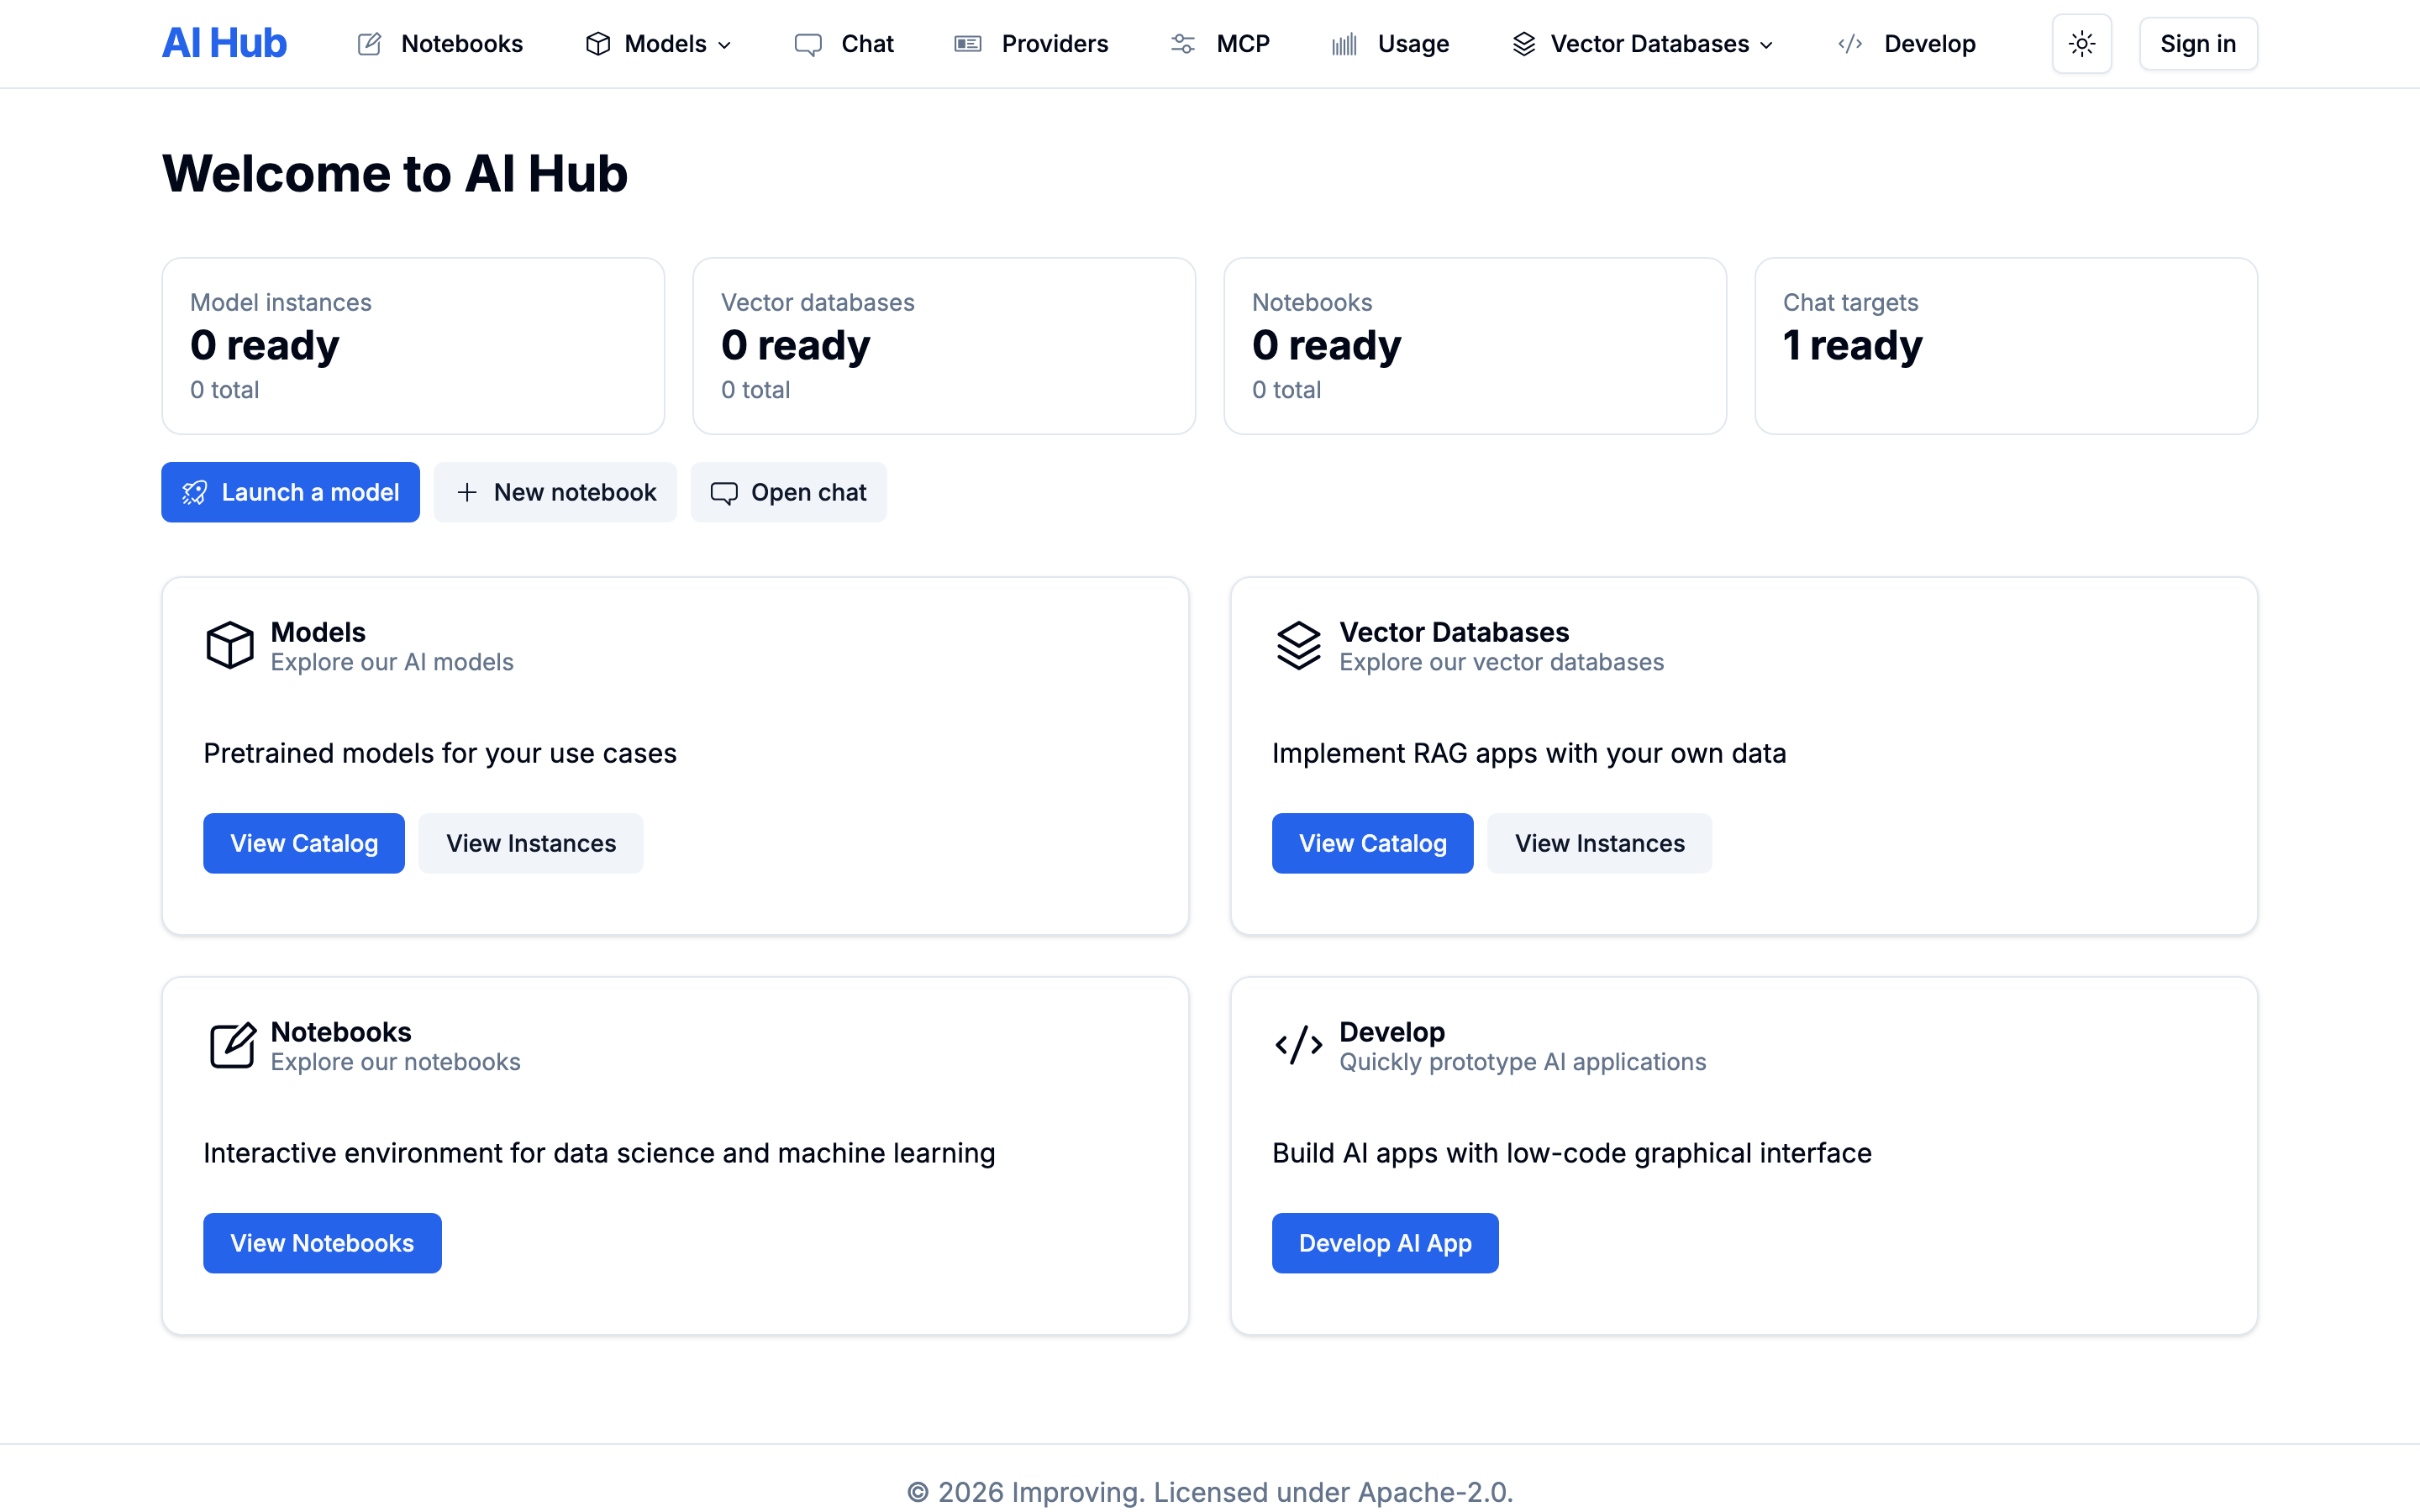 AI Hub Notebooks Models Chat Providers MCP Usage Vector Databases Develop Sign in
Welcome to AI Hub
Model instances
0 ready
0 total
Vector databases
0 ready
0 total
Notebooks
0 ready
0 total
Chat targets
1 ready
Launch a model New notebook Open chat
Models
Explore our AI models
Pretrained models for your use cases
View Catalog View Instances
Vector Databases
Explore our vector databases
Implement RAG apps with your own data
View Catalog View Instances
Notebooks
Explore our notebooks
Interactive environment for data science and machine learning
View Notebooks
Develop
Quickly prototype AI applications
Build AI apps with low-code graphical interface
Develop AI App
© 2026 Improving. Licensed under Apache-2.0.